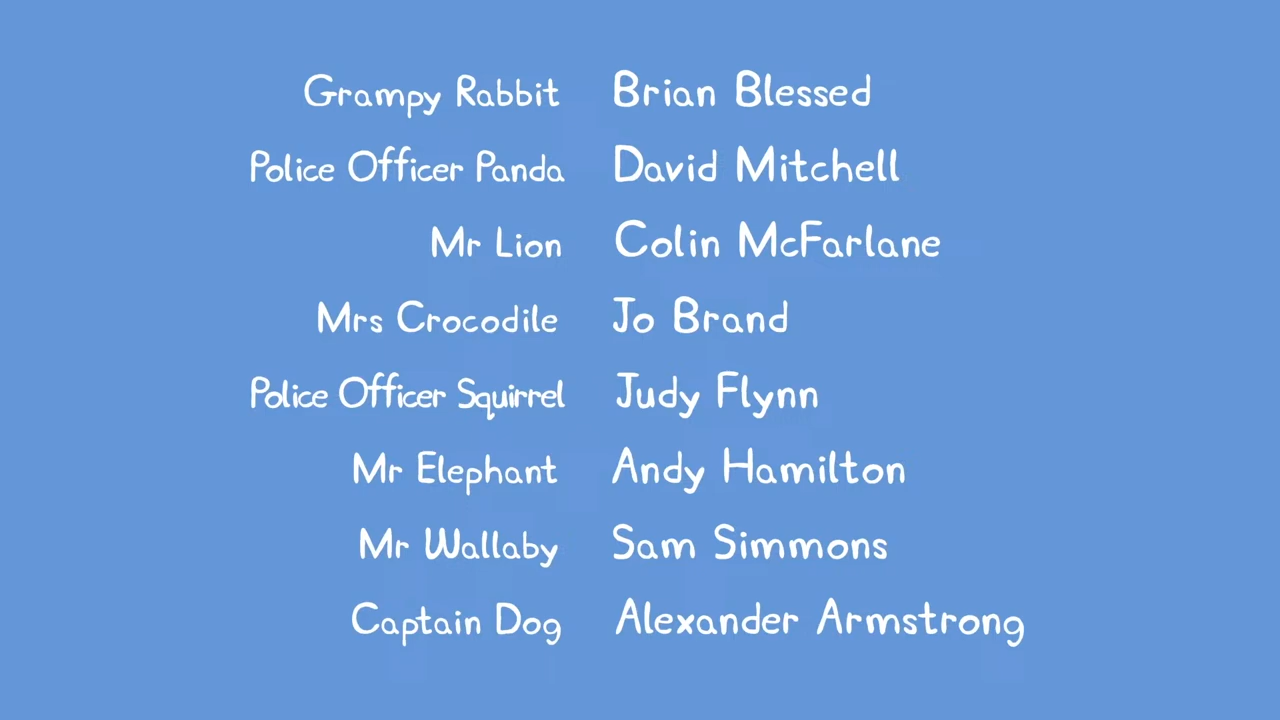 Grampy Rabbit Brian Blessed
Police Officer Panda David Mitchell
Mr Lion Colin McFarlane
Mrs Crocodile Jo Brand
Police Officer Squirrel Judy Flynn
Mr Elephant Andy Hamilton
Mr Wallaby Sam Simmons
Captain Dog Alexander Armstrong